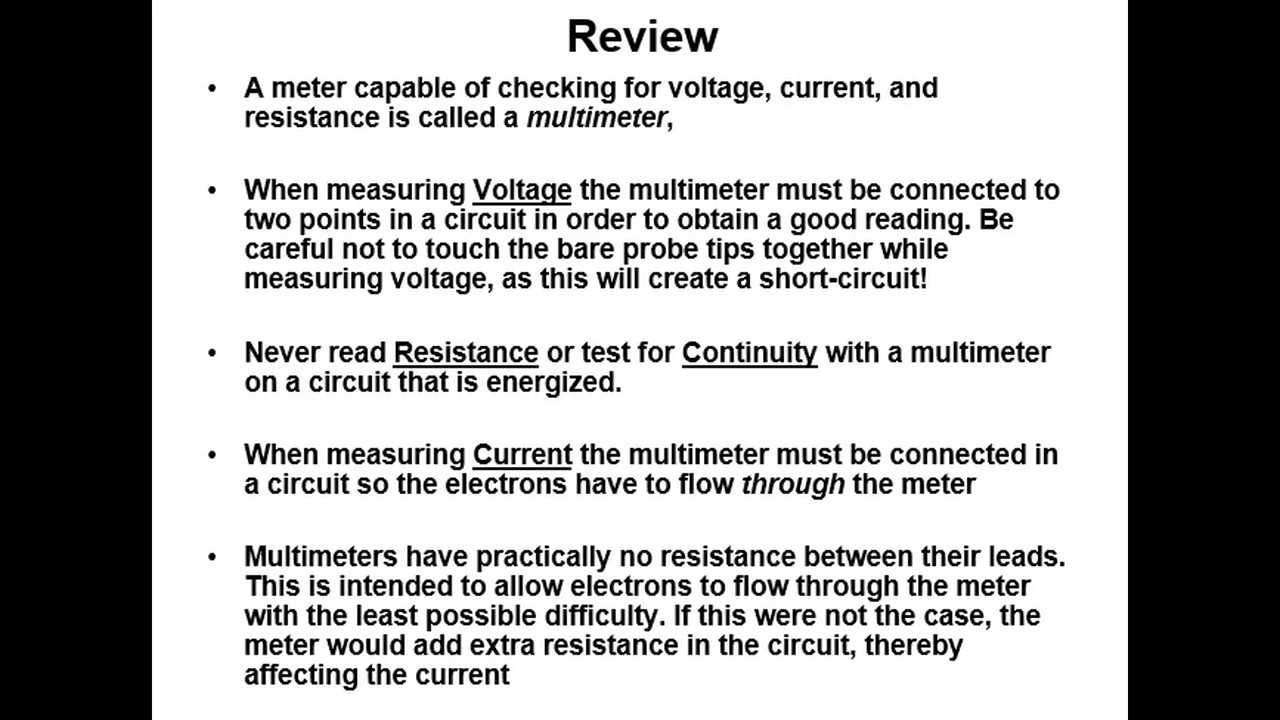 Review
• A meter capable of checking for voltage, current, and
resistance is called a multimeter,
• When measuring Voltage the multimeter must be connected to
two points in a circuit in order to obtain a good reading. Be
careful not to touch the bare probe tips together while
measuring voltage, as this will create a short-circuit!
• Never read Resistance or test for Continuity with a multimeter
on a circuit that is energized.
• When measuring Current the multimeter must be connected in
a circuit so the electrons have to flow through the meter
• Multimeters have practically no resistance between their leads.
This is intended to allow electrons to flow through the meter
with the least possible difficulty. If this were not the case, the
meter would add extra resistance in the circuit, thereby
affecting the current